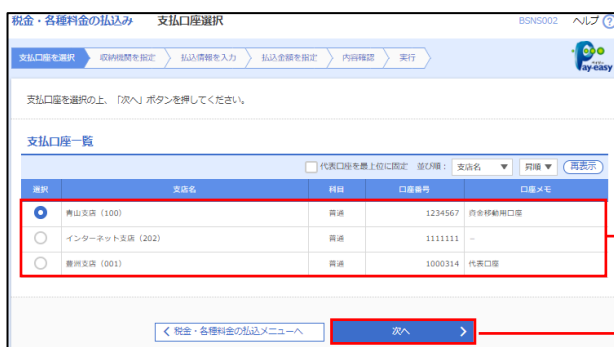 税金・各種料金の払込み 支払口座選択 BSNS002 ヘルプ ?
支払口座を選択 収納機関を指定 払込情報を入力 払込金額を指定 内容確認 実行
Pay-easy
支払口座を選択の上、「次へ」ボタンを押してください。
支払口座一覧
代表口座を最上位に固定 並び順： 支店名 ▼ 昇順 ▼ 再表示
選択 支店名 科目 口座番号 口座メモ
青山支店（100） 普通 1234567 資金移動用口座
インターネット支店（202） 普通 1111111 －
豊洲支店（001） 普通 1000314 代表口座
税金・各種料金の払込メニューへ 次へ